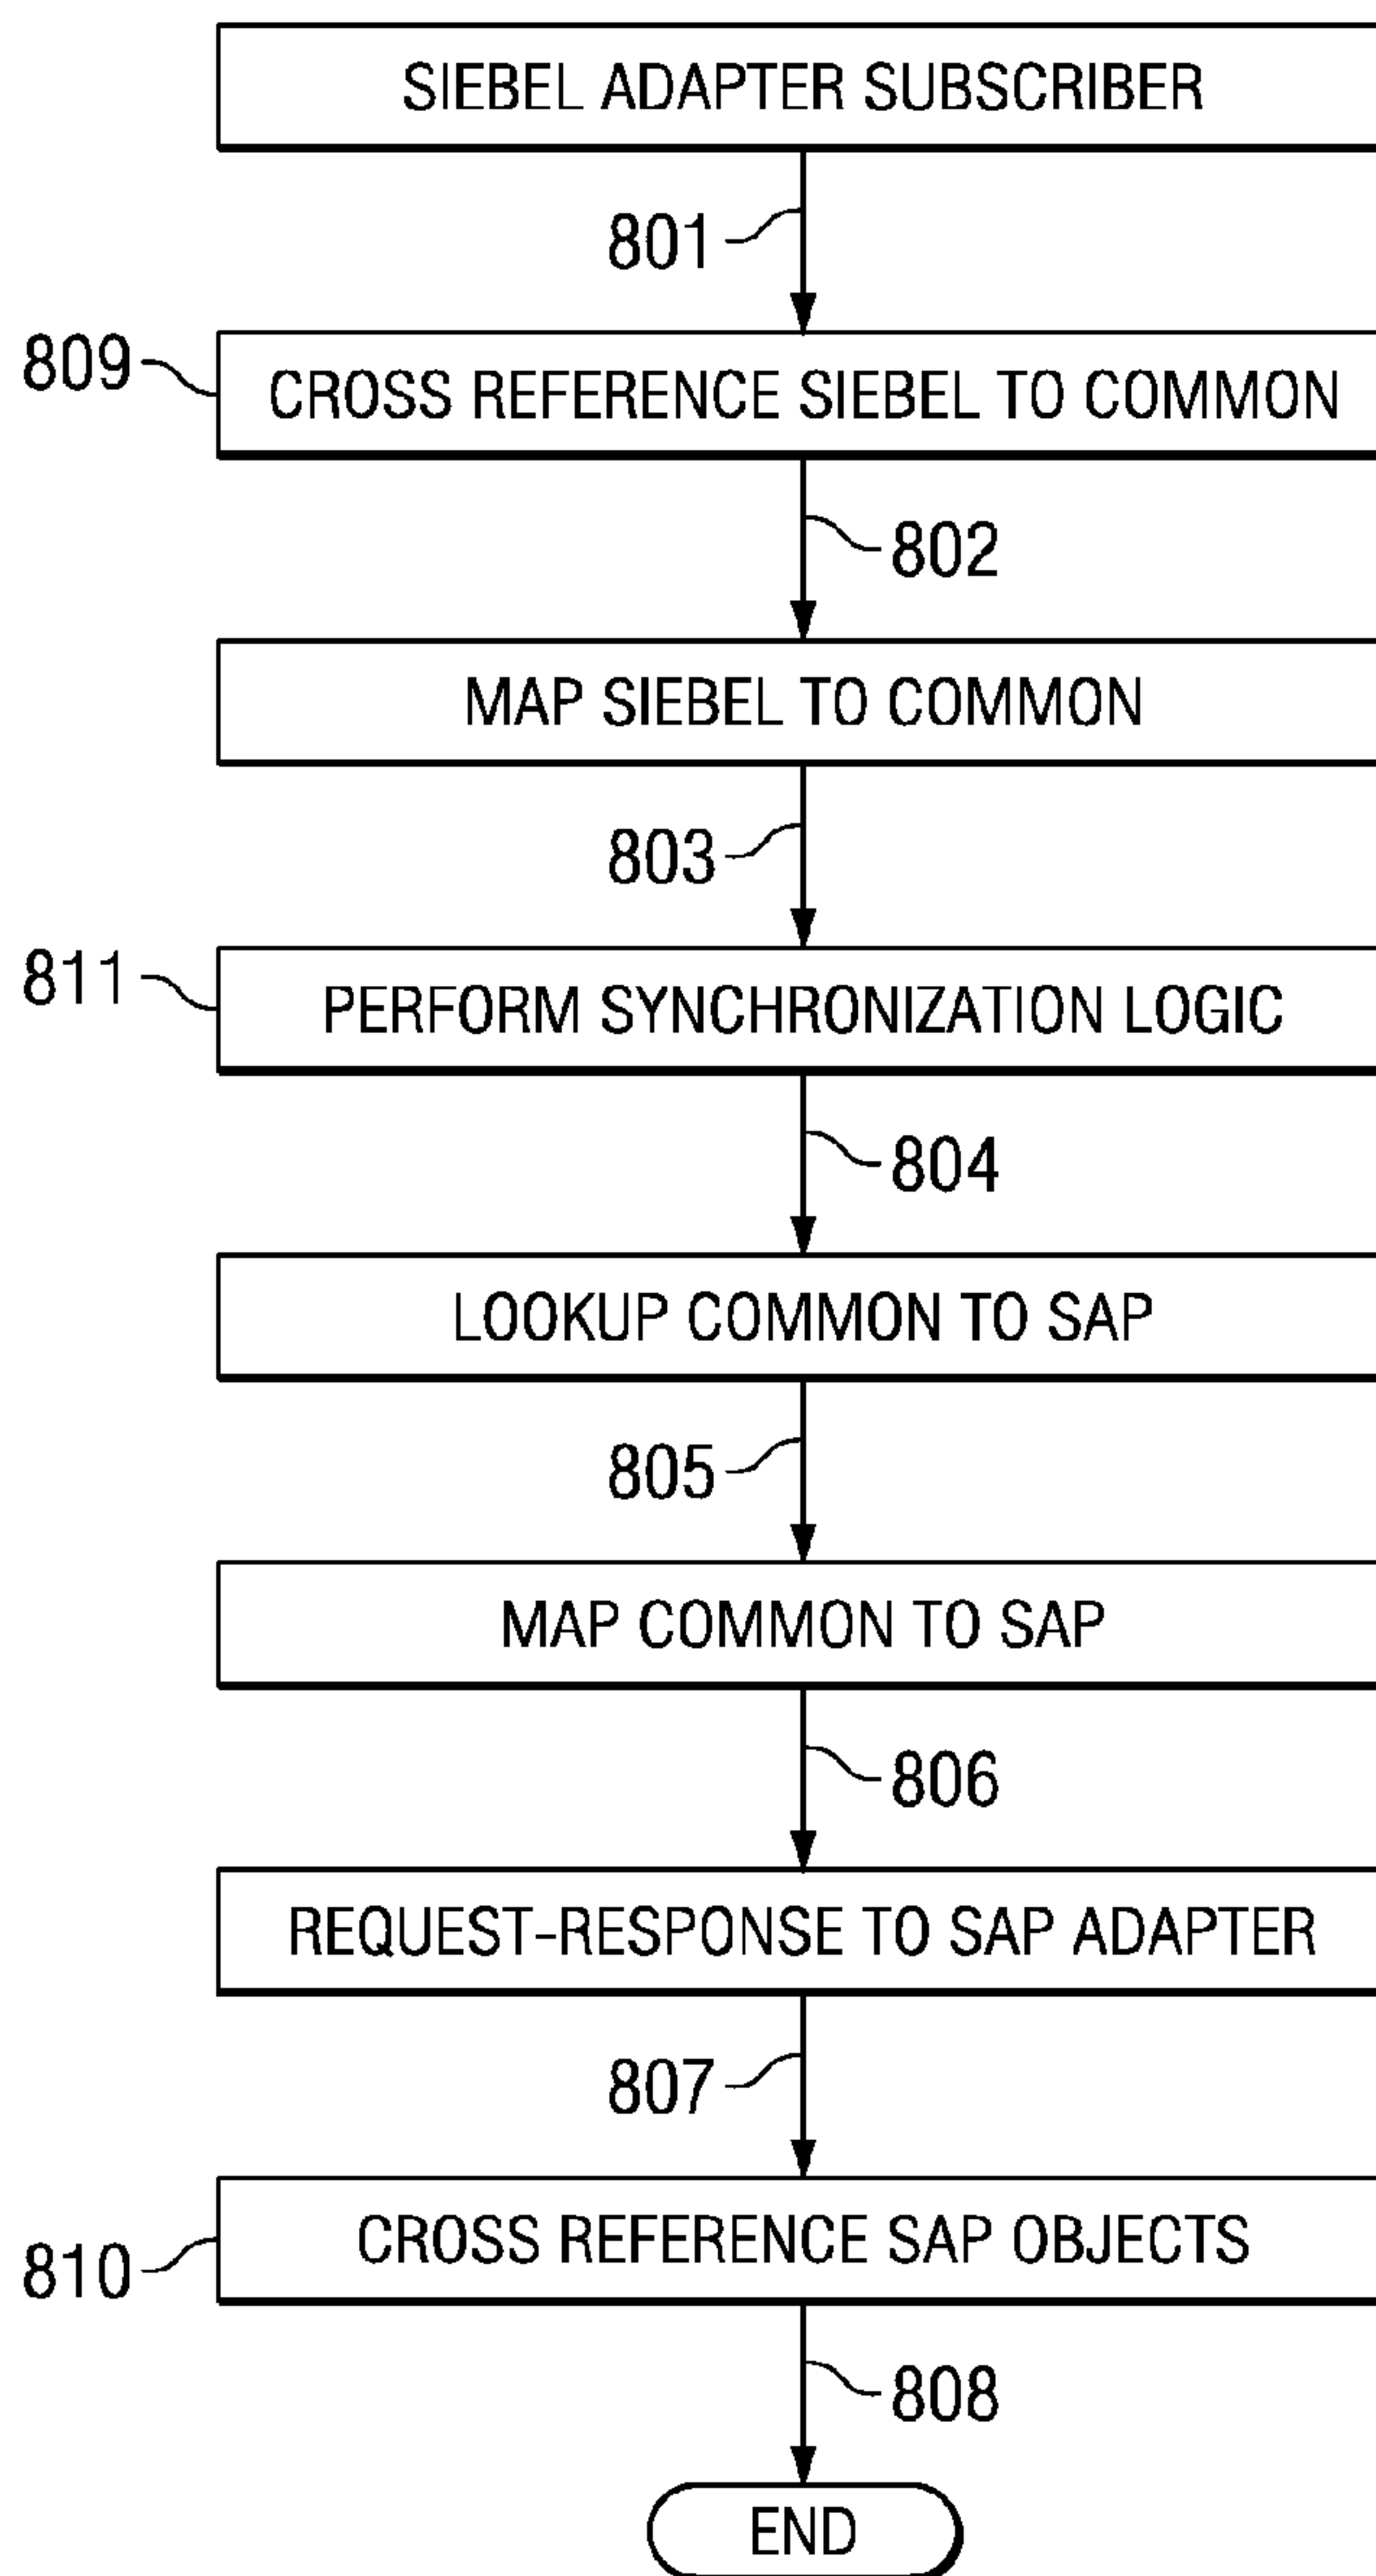 SIEBEL ADAPTER SUBSCRIBER
801
809
CROSS REFERENCE SIEBEL TO COMMON
802
MAP SIEBEL TO COMMON
803
811
PERFORM SYNCHRONIZATION LOGIC
804
LOOKUP COMMON TO SAP
805
MAP COMMON TO SAP
806
REQUEST-RESPONSE TO SAP ADAPTER
807
810
CROSS REFERENCE SAP OBJECTS
808
END